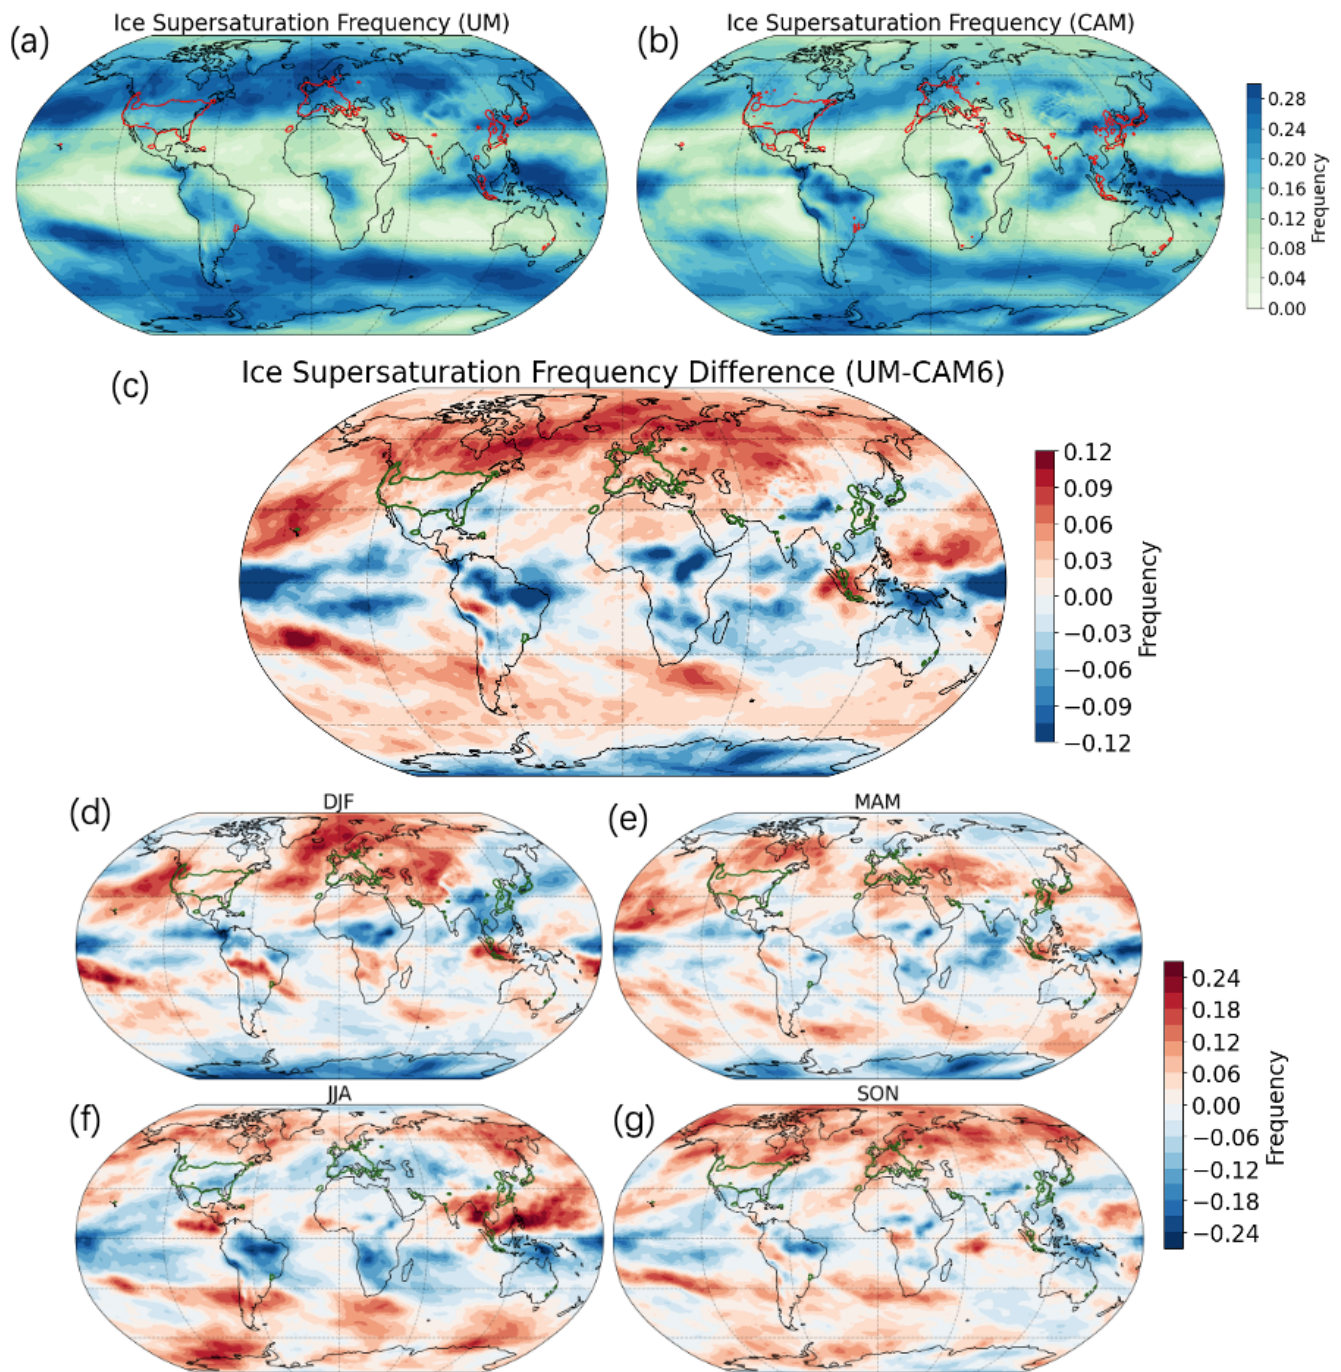 (a)
Ice Supersaturation Frequency (UM)
(b)
Ice Supersaturation Frequency (CAM)
0.28
0.24
0.20
0.16
0.12
0.08
0.04
0.00
Frequency
(c)
Ice Supersaturation Frequency Difference (UM-CAM6)
0.12
0.09
0.06
0.03
0.00
−0.03
−0.06
−0.09
−0.12
Frequency
(d)
DJF
(e)
MAM
(f)
JJA
(g)
SON
0.24
0.18
0.12
0.06
0.00
−0.06
−0.12
−0.18
−0.24
Frequency